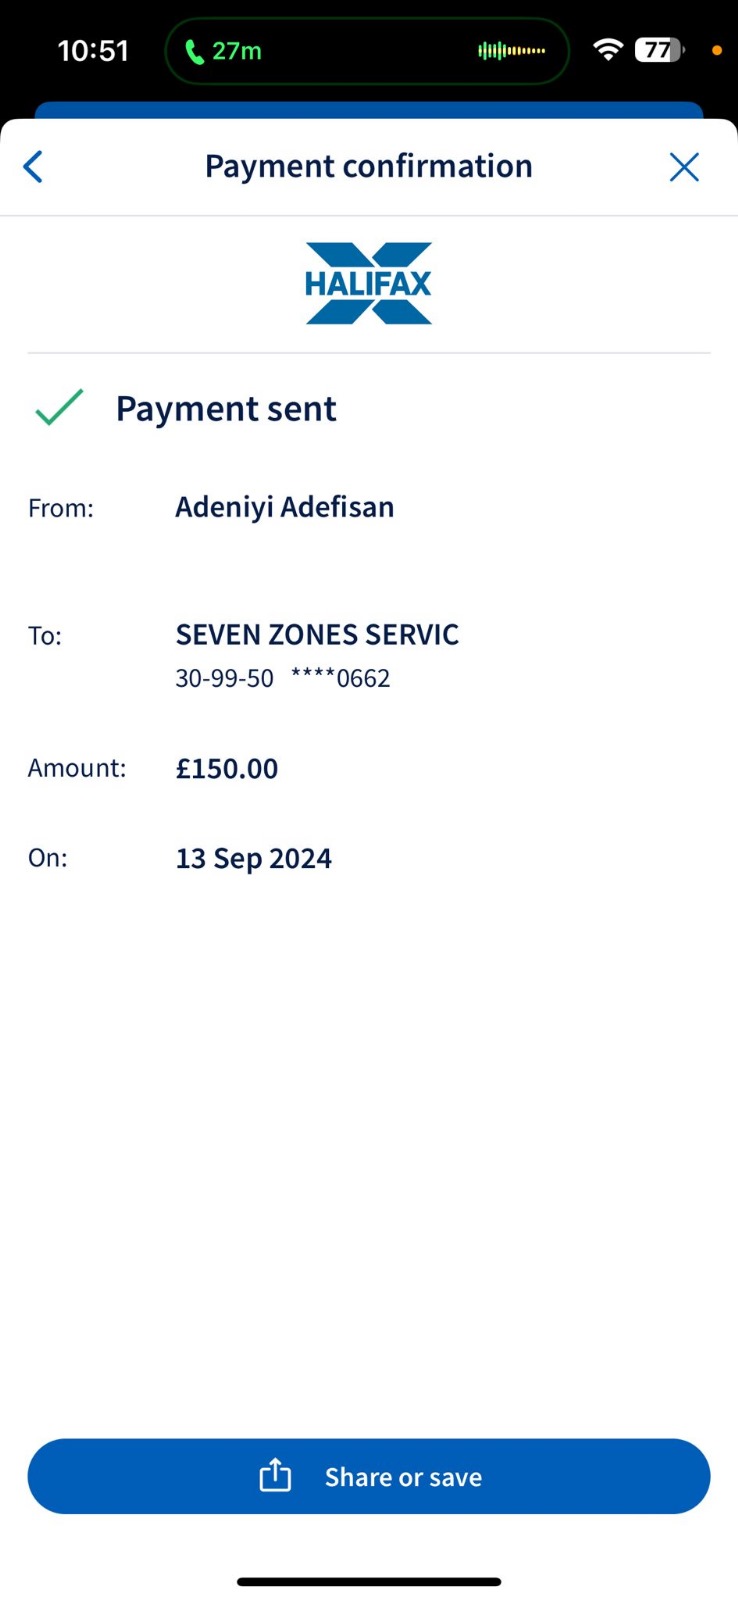 10:51
27m
77
Payment confirmation
HALIFAX
Payment sent
From: Adeniyi Adefisan
To: SEVEN ZONES SERVIC
30-99-50 ****0662
Amount: £150.00
On: 13 Sep 2024
Share or save